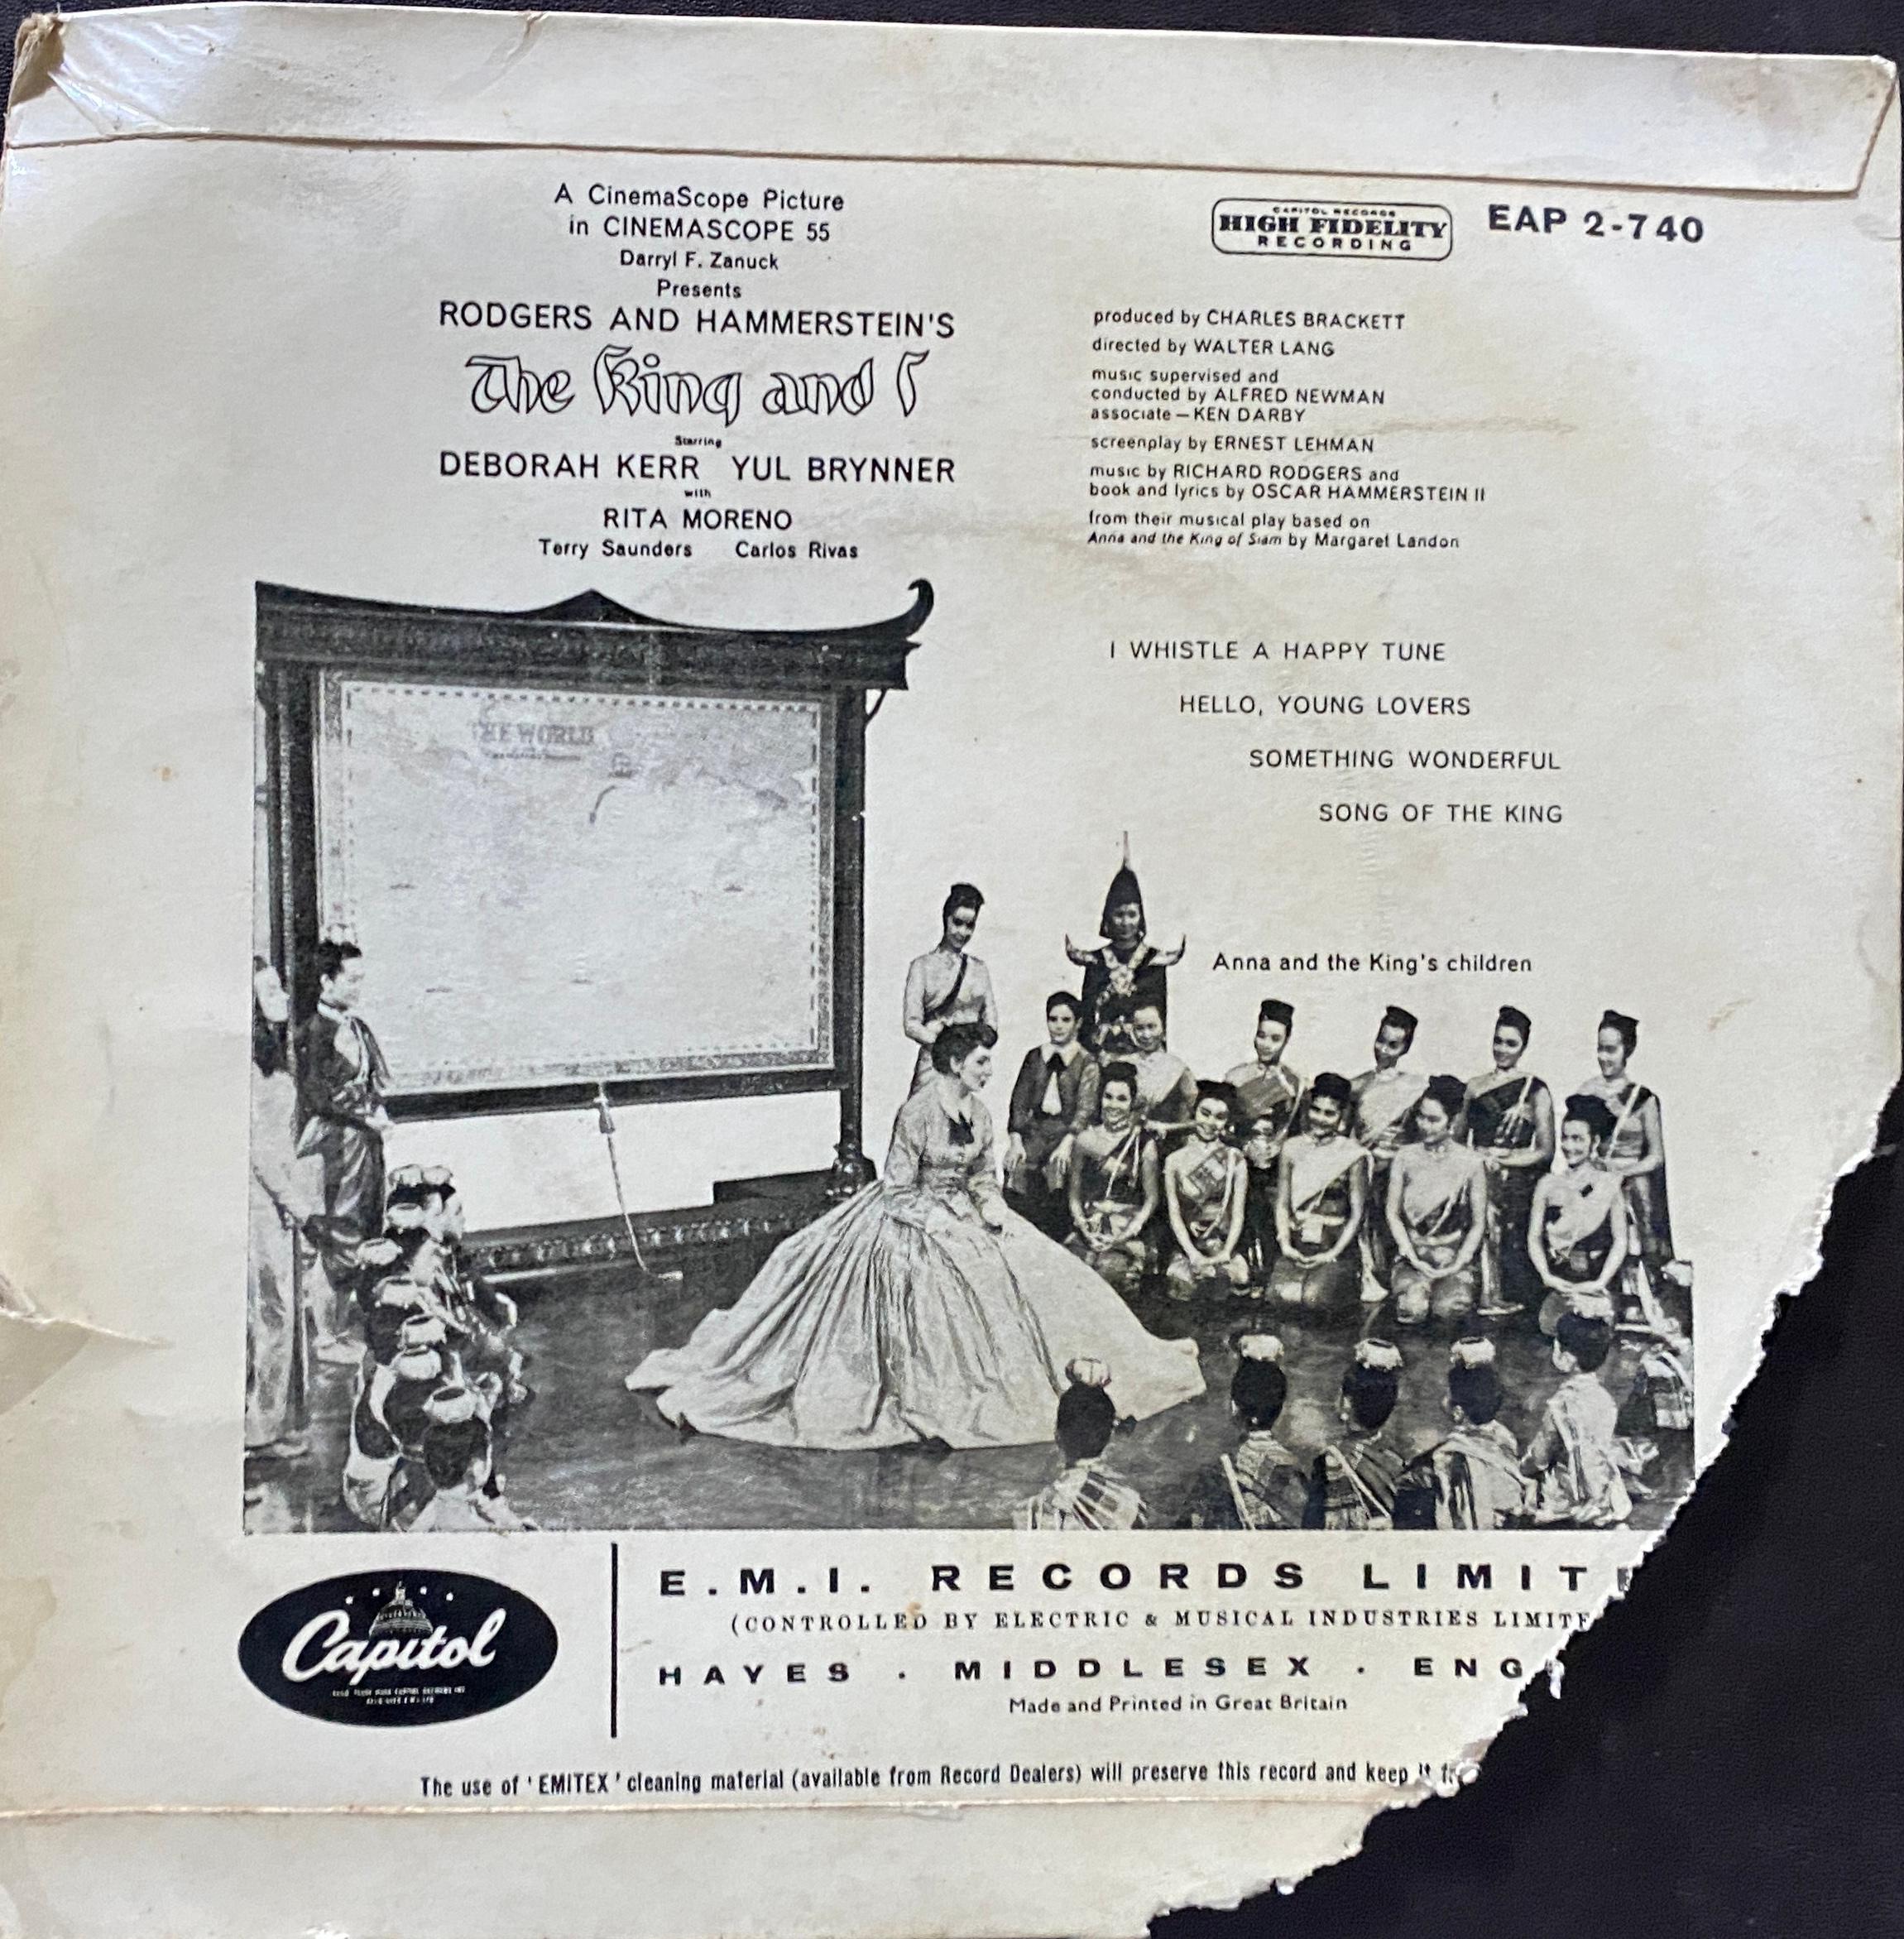 A CinemaScope Picture
in CINEMASCOPE 55
Darryl F. Zanuck
Presents
RODGERS AND HAMMERSTEIN'S
The King and I
Starring
DEBORAH KERR YUL BRYNNER
with
RITA MORENO
Terry Saunders Carlos Rivas
CAPITOL RECORDS
HIGH FIDELITY
RECORDING
EAP 2-740
produced by CHARLES BRACKETT
directed by WALTER LANG
music supervised and
conducted by ALFRED NEWMAN
associate — KEN DARBY
screenplay by ERNEST LEHMAN
music by RICHARD RODGERS and
book and lyrics by OSCAR HAMMERSTEIN II
from their musical play based on
Anna and the King of Siam by Margaret Landon
I WHISTLE A HAPPY TUNE
HELLO, YOUNG LOVERS
SOMETHING WONDERFUL
SONG OF THE KING
THE WORLD
Anna and the King's children
Capitol
E.M.I. RECORDS LIMITE
(CONTROLLED BY ELECTRIC & MUSICAL INDUSTRIES LIMITE
HAYES · MIDDLESEX · ENG
Made and Printed in Great Britain
The use of 'EMITEX' cleaning material (available from Record Dealers) will preserve this record and keep it